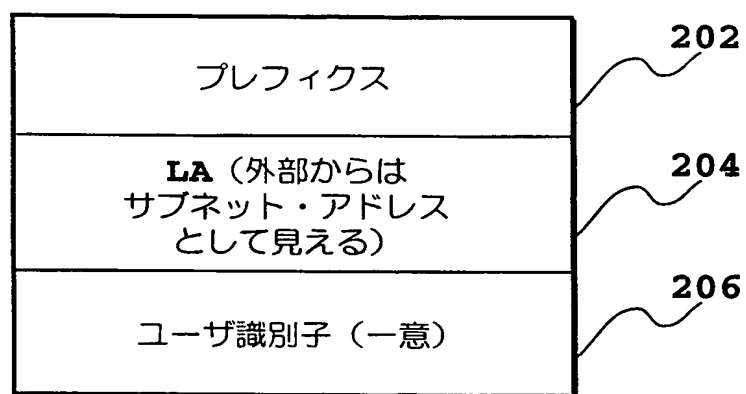 202
プレフィクス
LA（外部からは
サブネット・アドレス
として見える）
204
ユーザ識別子（一意）
206